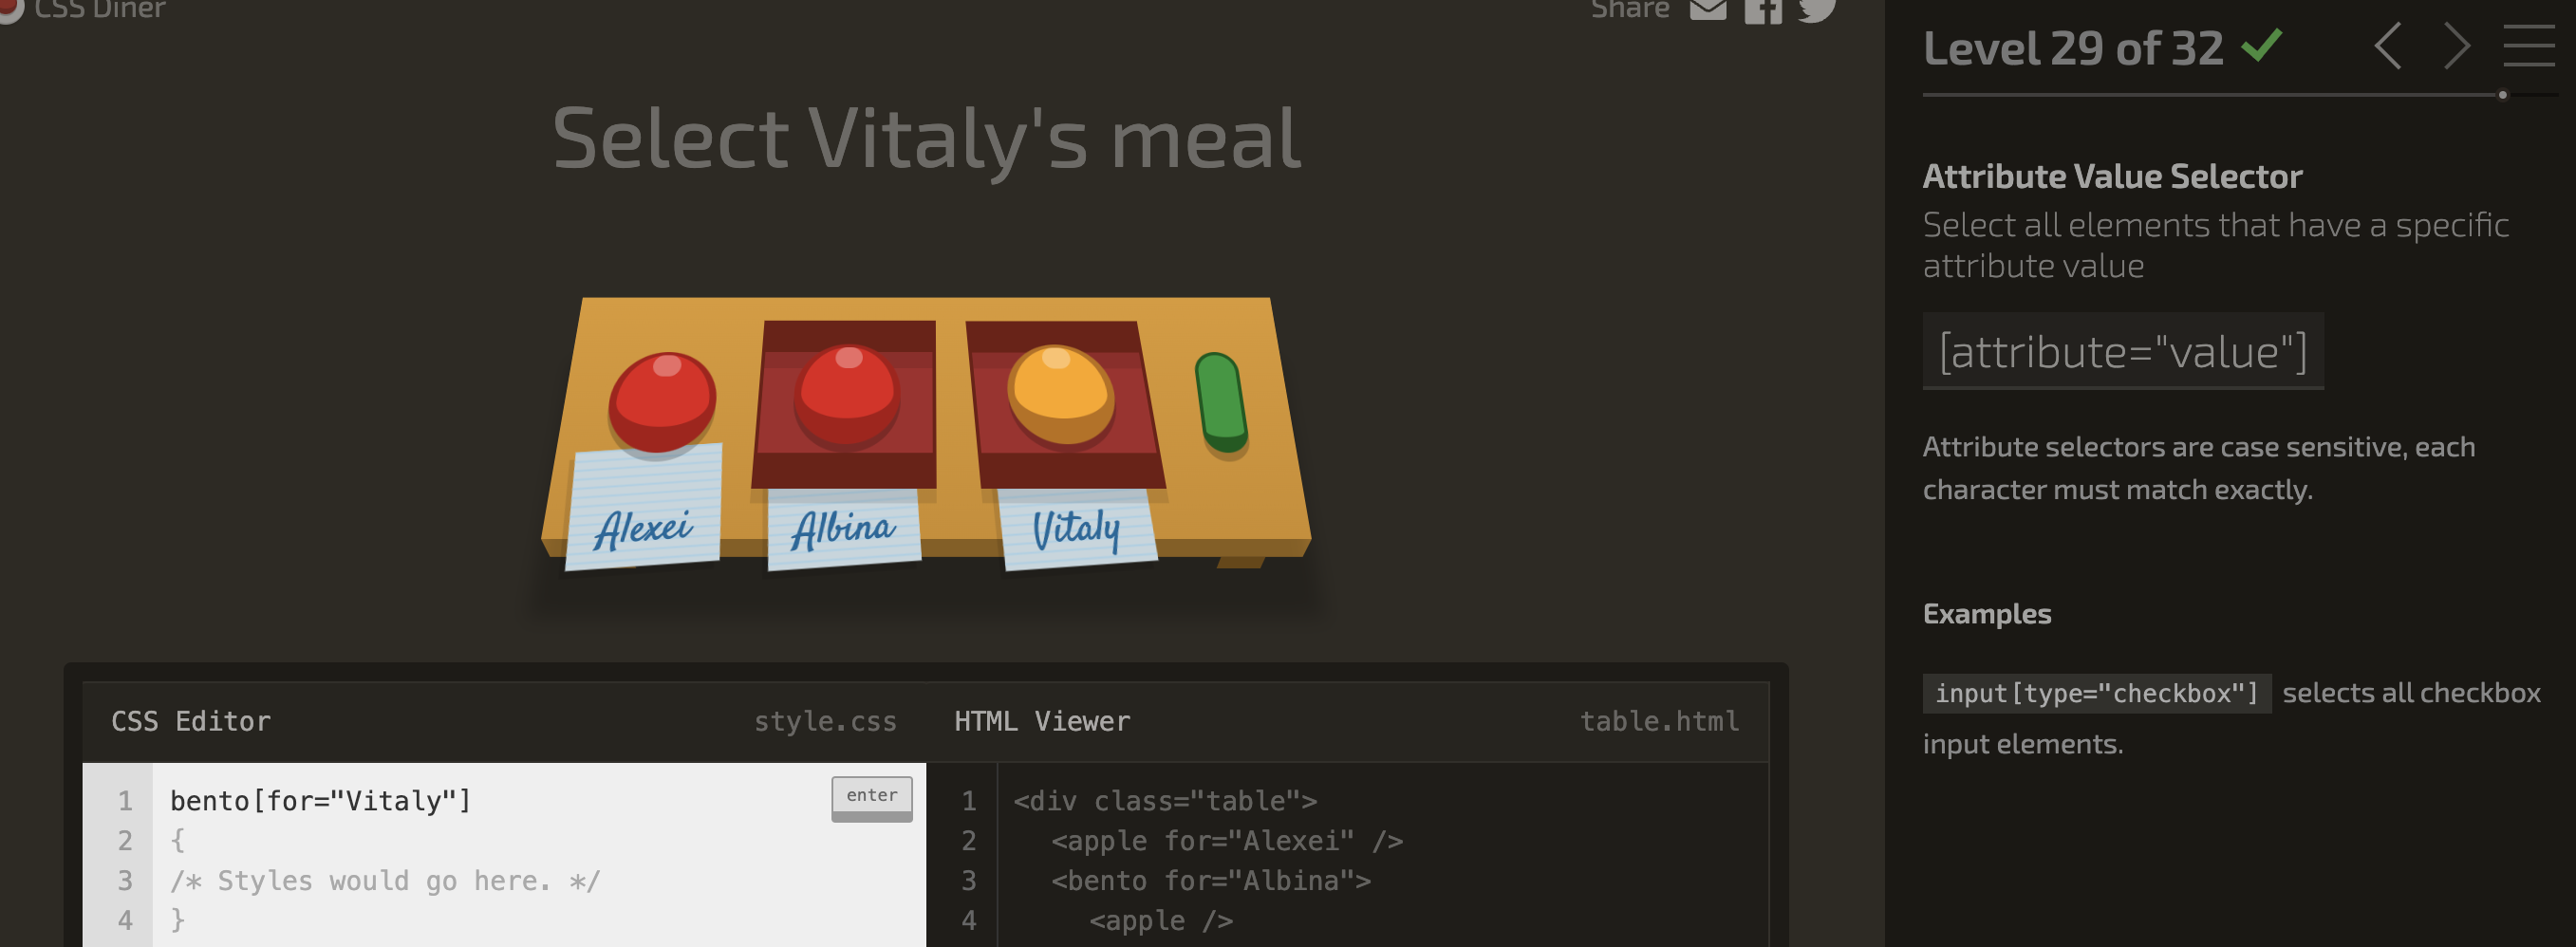 CSS Diner
Share
Level 29 of 32
Select Vitaly's meal
Alexei
Albina
Vitaly
Attribute Value Selector
Select all elements that have a specific
attribute value
[attribute="value"]
Attribute selectors are case sensitive, each
character must match exactly.
Examples
input[type="checkbox"] selects all checkbox
input elements.
CSS Editor style.css
1 bento[for="Vitaly"] enter
2 {
3 /* Styles would go here. */
4 }
HTML Viewer table.html
1 <div class="table">
2 <apple for="Alexei" />
3 <bento for="Albina">
4 <apple />